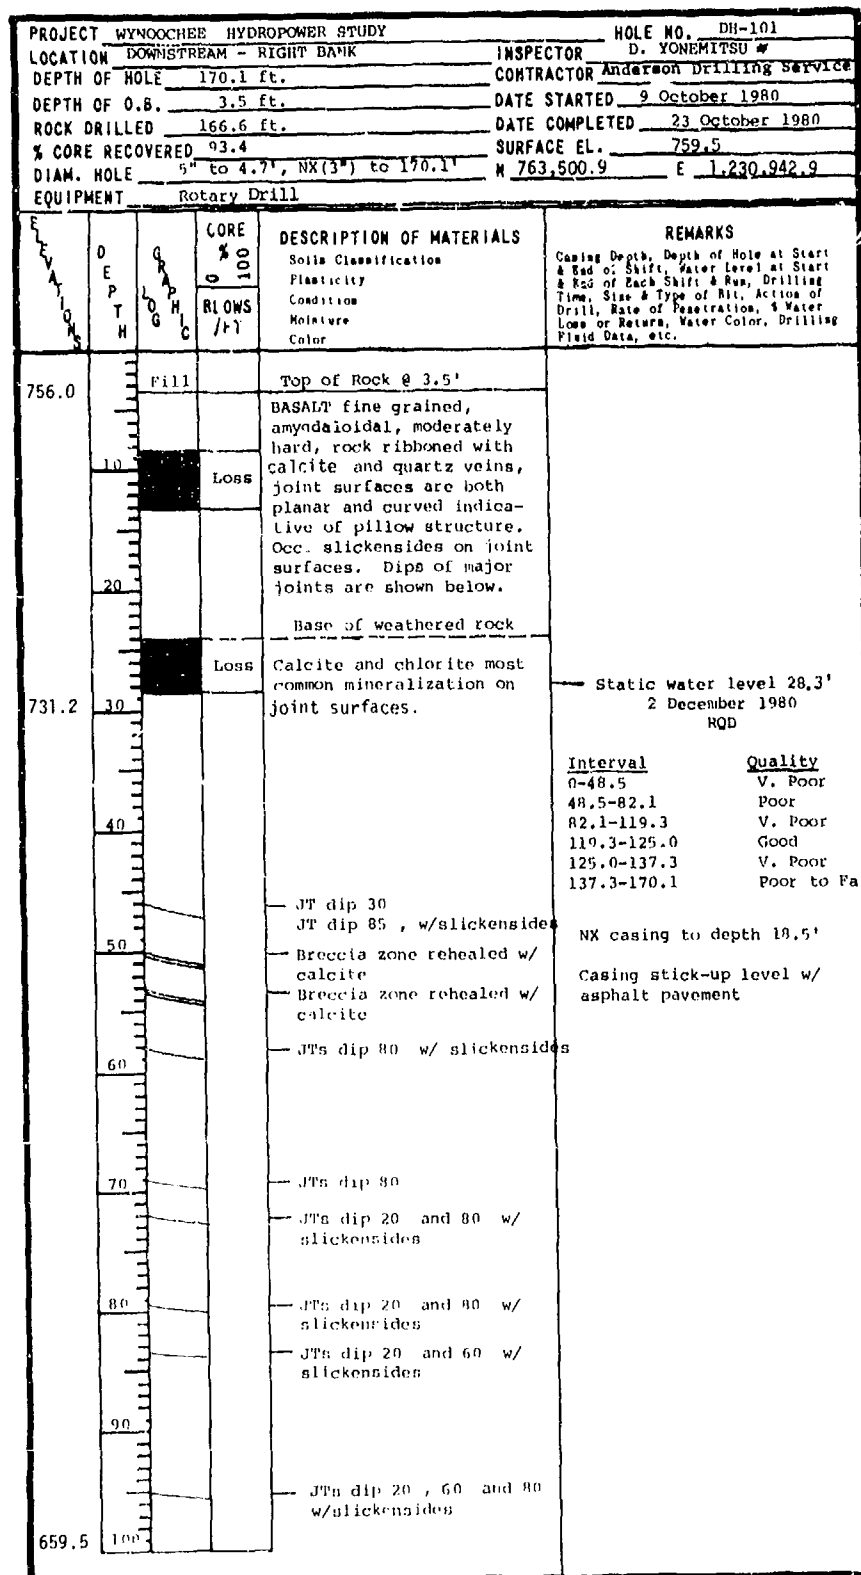 PROJECT WYNOOCHEE HYDROPOWER STUDY HOLE NO. DH-101
LOCATION DOWNSTREAM - RIGHT BANK INSPECTOR D. YONEMITSU
DEPTH OF HOLE 170.1 ft. CONTRACTOR Anderson Drilling Service
DEPTH OF O.B. 3.5 ft. DATE STARTED 9 October 1980
ROCK DRILLED 166.6 ft. DATE COMPLETED 23 October 1980
% CORE RECOVERED 93.4 SURFACE EL. 759.5
DIAM. HOLE 5" to 4.7', NX(3") to 170.1' N 763,500.9 E 1,230,942.9
EQUIPMENT Rotary Drill
ELEVATIONS
DEPTH
GRAPHIC LOG
CORE
%
0 100
BLOWS
/FT
DESCRIPTION OF MATERIALS
Soils Classification
Plasticity
Condition
Moisture
Color
REMARKS
Casing Depth, Depth of Hole at Start
& End of Shift, Water Level at Start
& End of Each Shift & Run, Drilling
Time, Size & Type of Bit, Action of
Drill, Rate of Penetration, % Water
Loss or Return, Water Color, Drilling
Fluid Data, etc.
Fill Top of Rock @ 3.5'
756.0
BASALT fine grained,
amyndaloidal, moderately
hard, rock ribboned with
10 calcite and quartz veins,
Loss joint surfaces are both
planar and curved indica-
tive of pillow structure.
Occ. slickensides on joint
surfaces. Dips of major
20 joints are shown below.
Base of weathered rock
Loss Calcite and chlorite most
common mineralization on
731.2 30 joint surfaces.
Static water level 28.3'
2 December 1980
RQD
Interval Quality
0-48.5 V. Poor
48.5-82.1 Poor
82.1-119.3 V. Poor
119.3-125.0 Good
125.0-137.3 V. Poor
137.3-170.1 Poor to Fa
40
JT dip 30
JT dip 85 , w/slickensides
NX casing to depth 18.5'
50 Breccia zone rehealed w/
calcite
Casing stick-up level w/
asphalt pavement
Breccia zone rehealed w/
calcite
JTs dip 80 w/ slickensides
60
70 JTs dip 80
JTs dip 20 and 80 w/
slickensides
80 JTs dip 20 and 80 w/
slickensides
JTs dip 20 and 60 w/
slickensides
90
JTs dip 20 , 60 and 80
w/slickensides
659.5 100